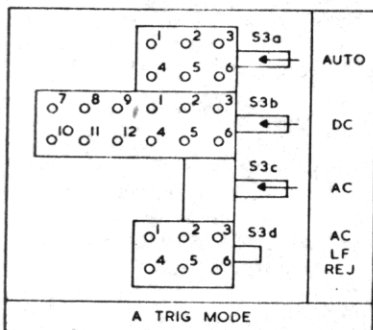 1 2 3 S3a
4 5 6 AUTO
7 8 9 1 2 3 S3b
10 11 12 4 5 6 DC
S3c
AC
1 2 3 S3d AC
4 5 6 LF
REJ
A TRIG MODE